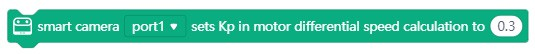 smart camera port1 sets Kp in motor differential speed calculation to 0.3